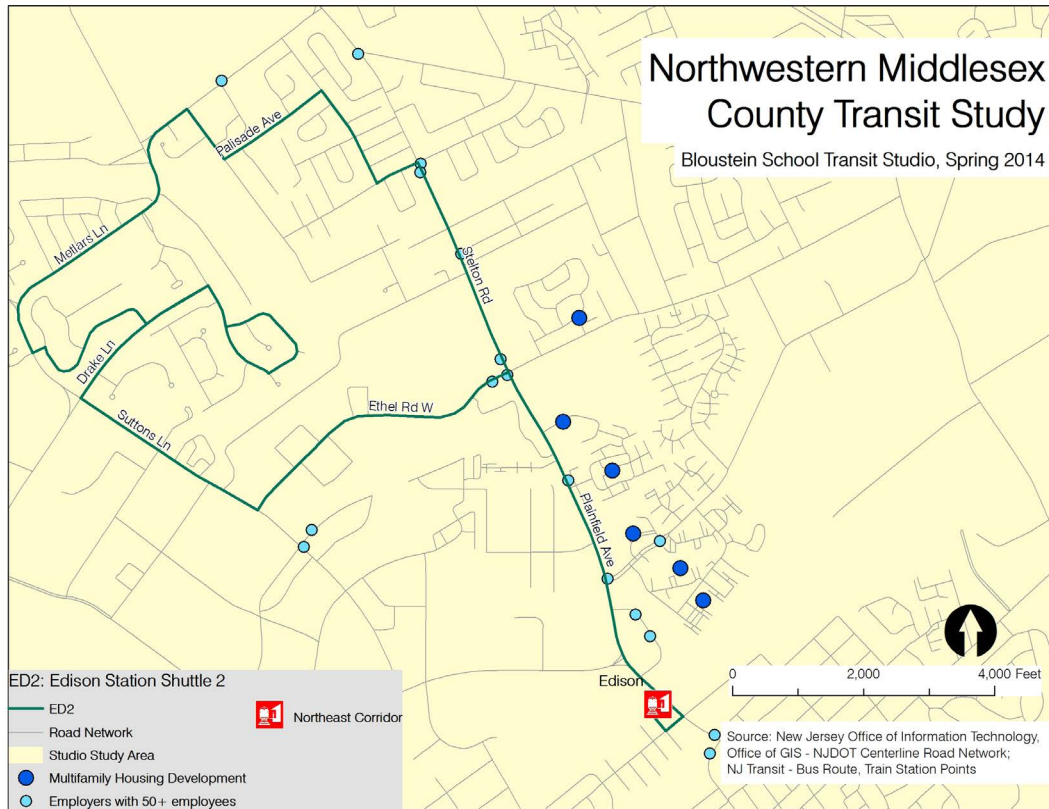 Northwestern Middlesex
County Transit Study
Bloustein School Transit Studio, Spring 2014
Palisade Ave
Metlars Ln
Stelton Rd
Drake Ln
Suttons Ln
Ethel Rd W
Plainfield Ave
Edison
0 2,000 4,000 Feet
ED2: Edison Station Shuttle 2
ED2
Road Network
Studio Study Area
Multifamily Housing Development
Employers with 50+ employees
Northeast Corridor
Source: New Jersey Office of Information Technology,
Office of GIS - NJDOT Centerline Road Network;
NJ Transit - Bus Route, Train Station Points